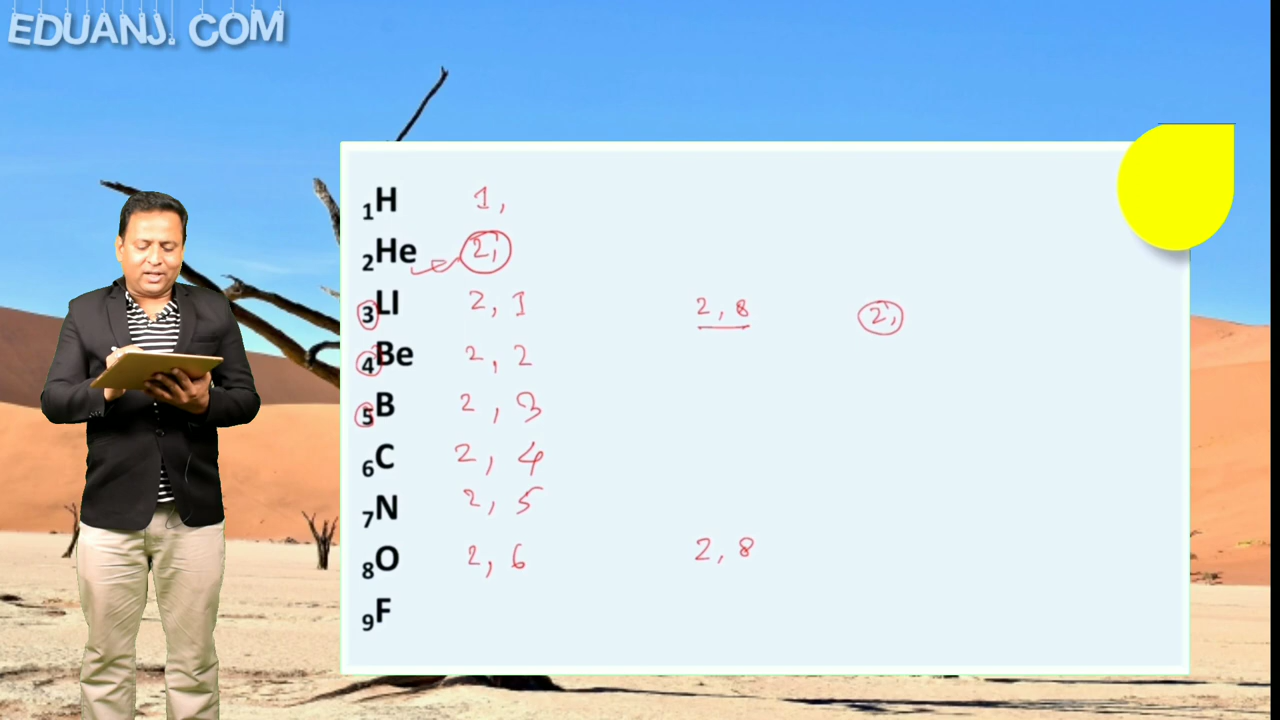 EDUANJ. COM
1H 1,
2He 2,
3LI 2, 1 2, 8 2,
4Be 2, 2
5B 2, 3
6C 2, 4
7N 2, 5
8O 2, 6 2, 8
9F